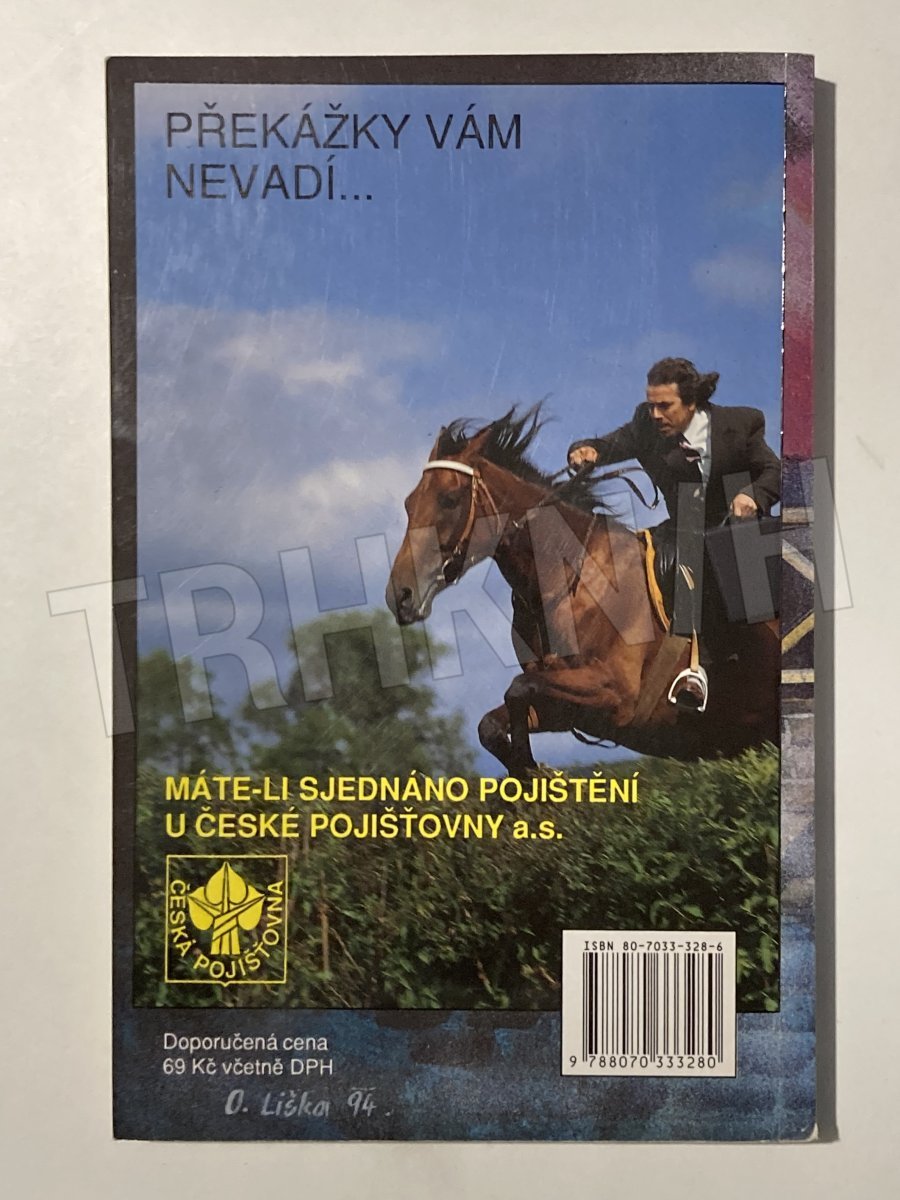 PŘEKÁŽKY VÁM
NEVADÍ...
TRHKNIH
MÁTE-LI SJEDNÁNO POJIŠTĚNÍ
U ČESKÉ POJIŠŤOVNY a.s.
ČESKÁ POJIŠŤOVNA
ISBN 80-7033-328-6
9 788070 333280
Doporučená cena
69 Kč včetně DPH
O. Liška 94.